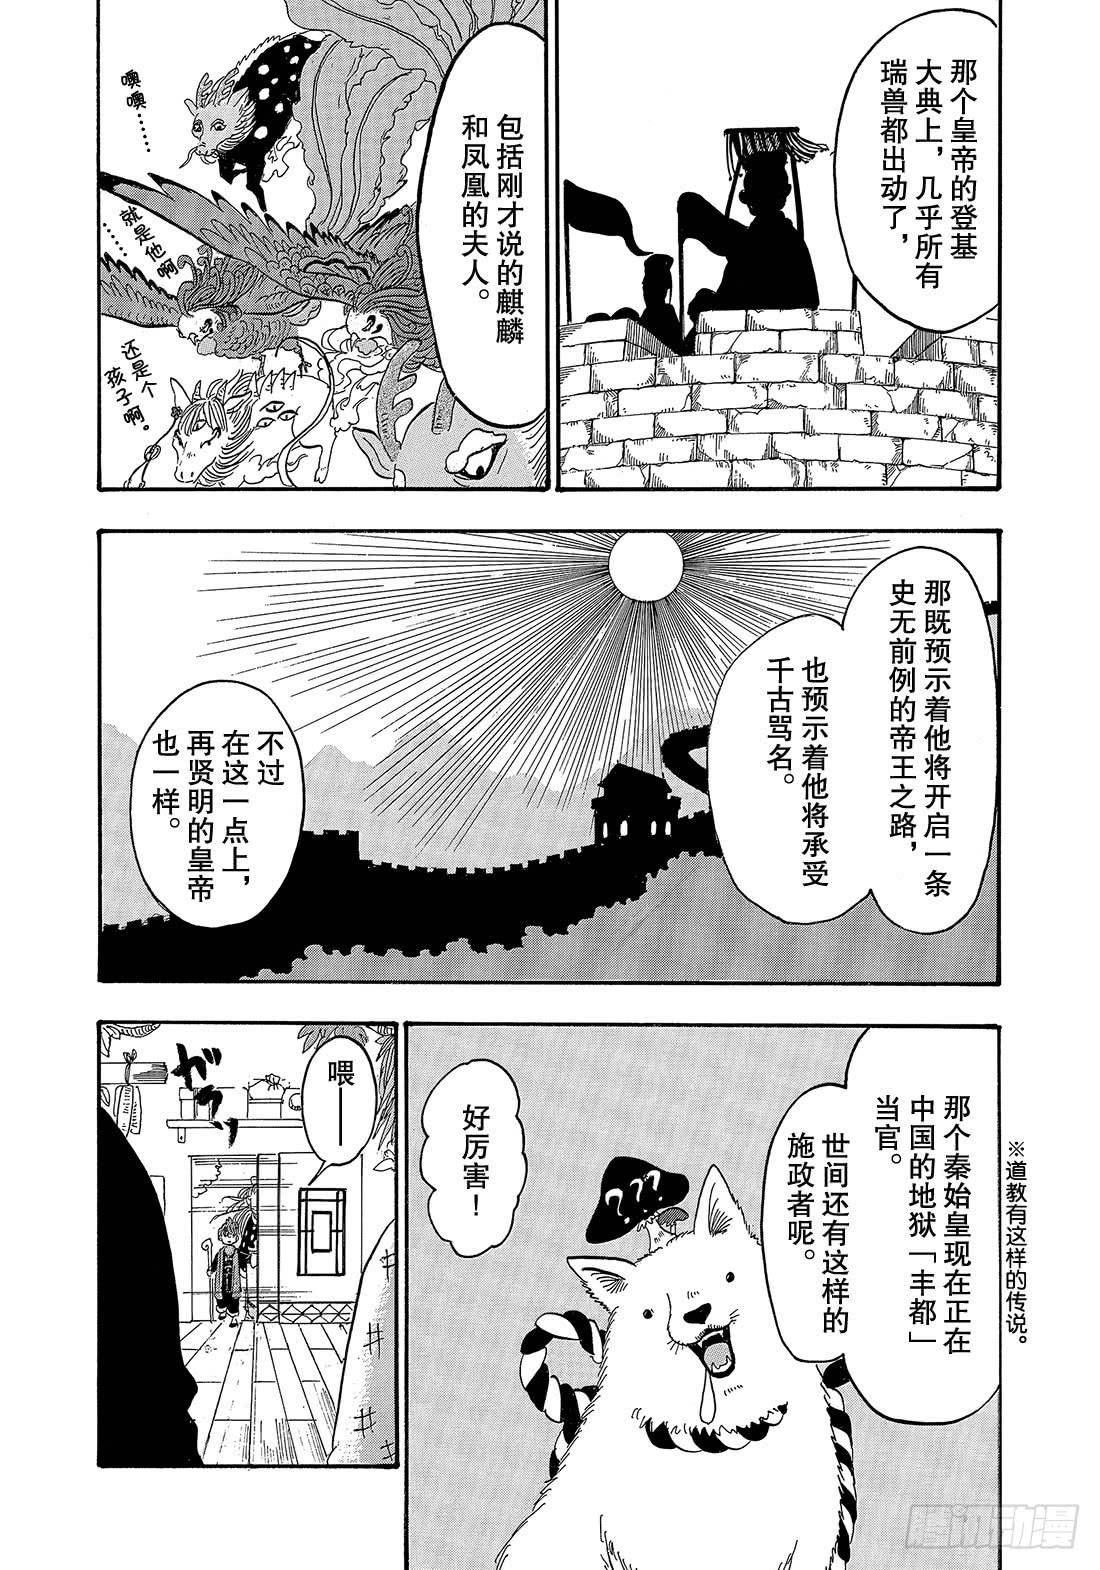 那个皇帝的登基
大典上，几乎所有
瑞兽都出动了，
包括刚才说的麒麟
和凤凰的夫人。
噢噢……
就是他啊
……
还是个
孩子啊。
那既预示着他将开启一条
史无前例的帝王之路，
也预示着他将承受
千古骂名。
不过
在这一点上，
再贤明的皇帝
也一样。
那个秦始皇现在正在
中国的地狱「丰都」
当官。
世间还有这样的
施政者呢。
※道教有这样的传说。
好厉害！
喂——
ガラッ
腾讯动漫